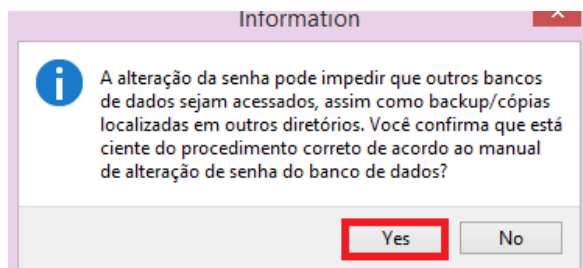 Information
A alteração da senha pode impedir que outros bancos
de dados sejam acessados, assim como backup/cópias
localizadas em outros diretórios. Você confirma que está
ciente do procedimento correto de acordo ao manual
de alteração de senha do banco de dados?
Yes No